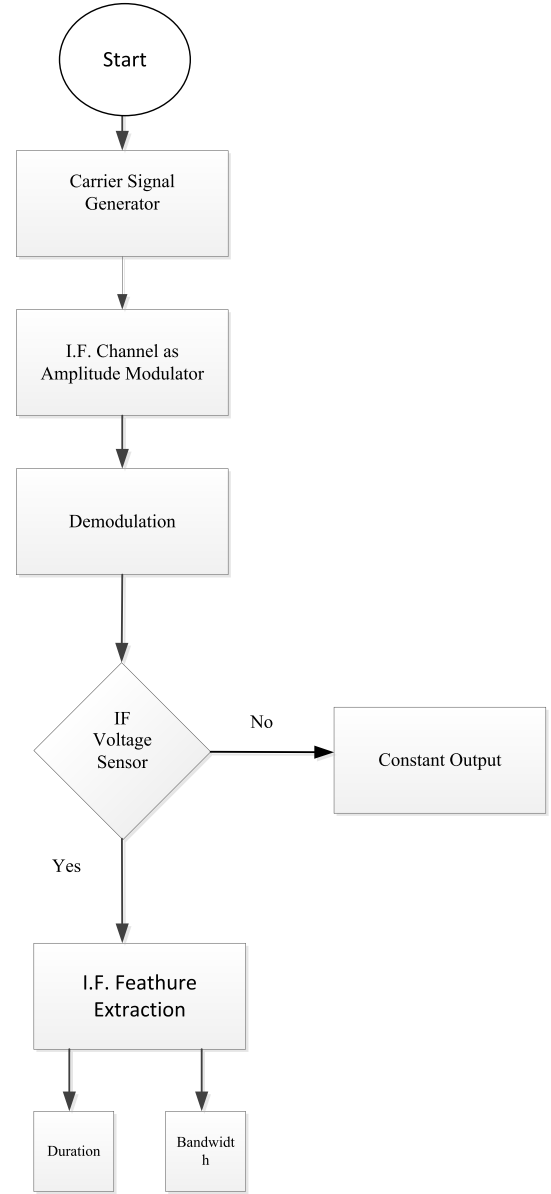 Start
Carrier Signal
Generator
I.F. Channel as
Amplitude Modulator
Demodulation
IF
Voltage
Sensor
No
Constant Output
Yes
I.F. Feathure
Extraction
Duration
Bandwidt
h